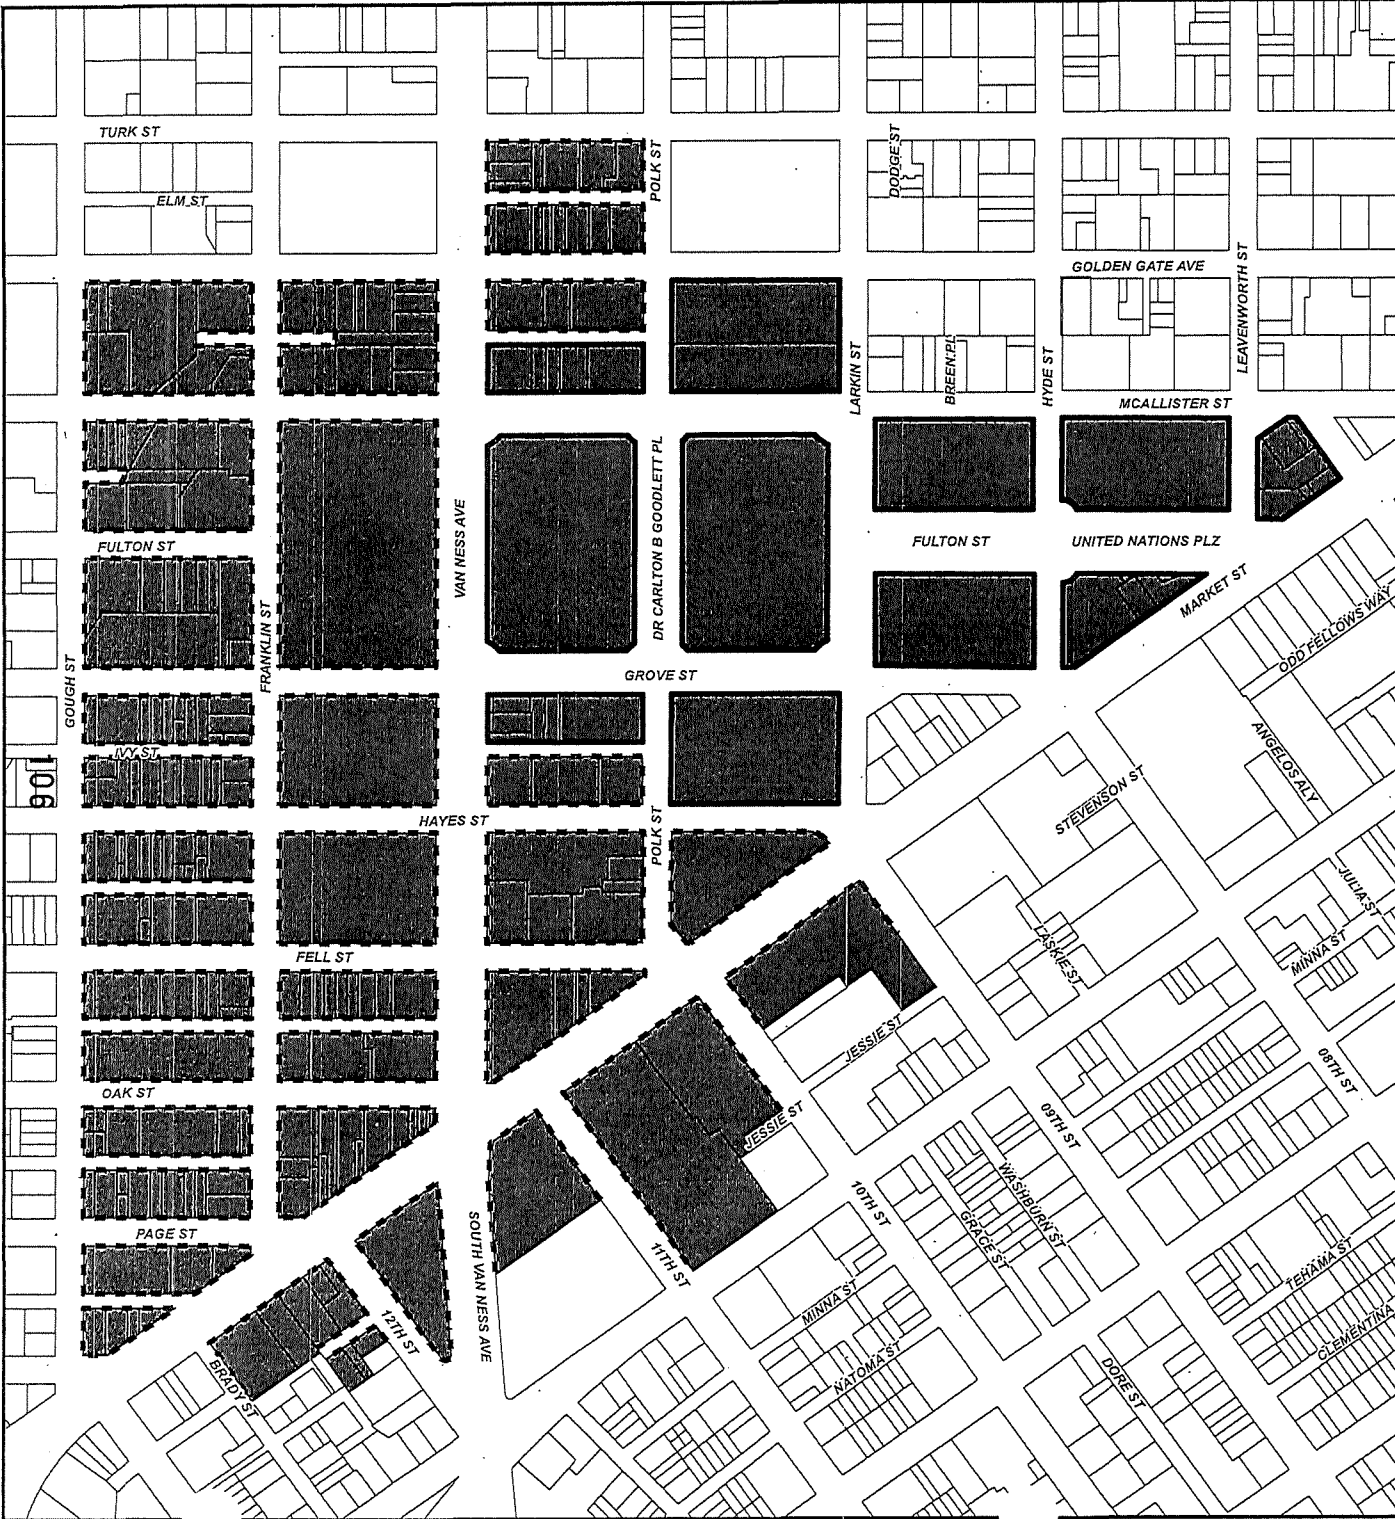 TURK ST
POLK ST
DODGE ST
ELM ST
GOLDEN GATE AVE
LEAVENWORTH ST
LARKIN ST
BREEN PL
HYDE ST
MCALLISTER ST
VAN NESS AVE
DR CARLTON B GOODLETT PL
FULTON ST
FULTON ST
UNITED NATIONS PLZ
MARKET ST
ODD FELLOWS WAY
GOUGH ST
FRANKLIN ST
GROVE ST
IVY ST
106
ANGELOS ALY
STEVENSON ST
HAYES ST
POLK ST
JULIA ST
LASKIE ST
MINNA ST
FELL ST
JESSIE ST
08TH ST
OAK ST
JESSIE ST
09TH ST
10TH ST
WASHBURN ST
GRACE ST
PAGE ST
SOUTH VAN NESS AVE
11TH ST
TEHAMA ST
MINNA ST
12TH ST
CLEMENTINA
NATOMA ST
BRADY ST
DORE ST